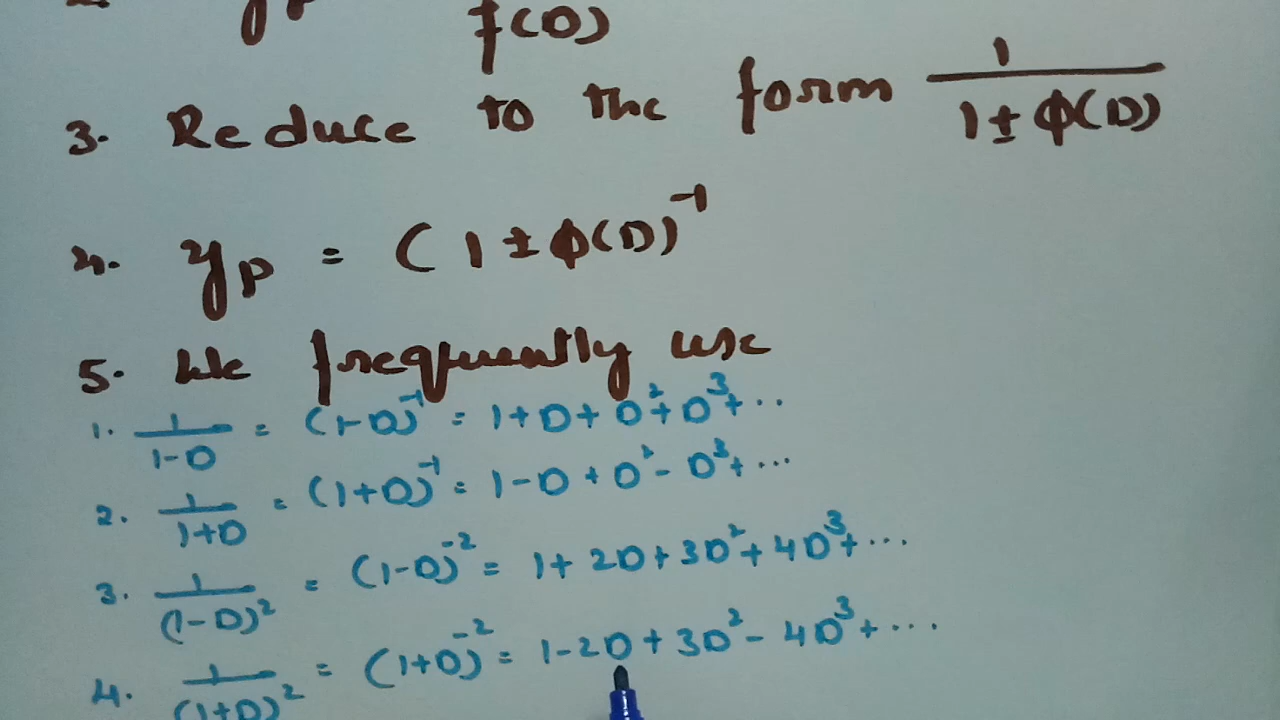 yp f(D)
3. Reduce to the form 1/(1 ± φ(D))
4. yp = (1 ± φ(D))⁻¹
5. We frequently use
1. 1/(1-D) = (1-D)⁻¹ = 1+D+D²+D³+...
2. 1/(1+D) = (1+D)⁻¹ = 1-D+D²-D³+...
3. 1/(1-D)² = (1-D)⁻² = 1+2D+3D²+4D³+...
4. 1/(1+D)² = (1+D)⁻² = 1-2D+3D²-4D³+...